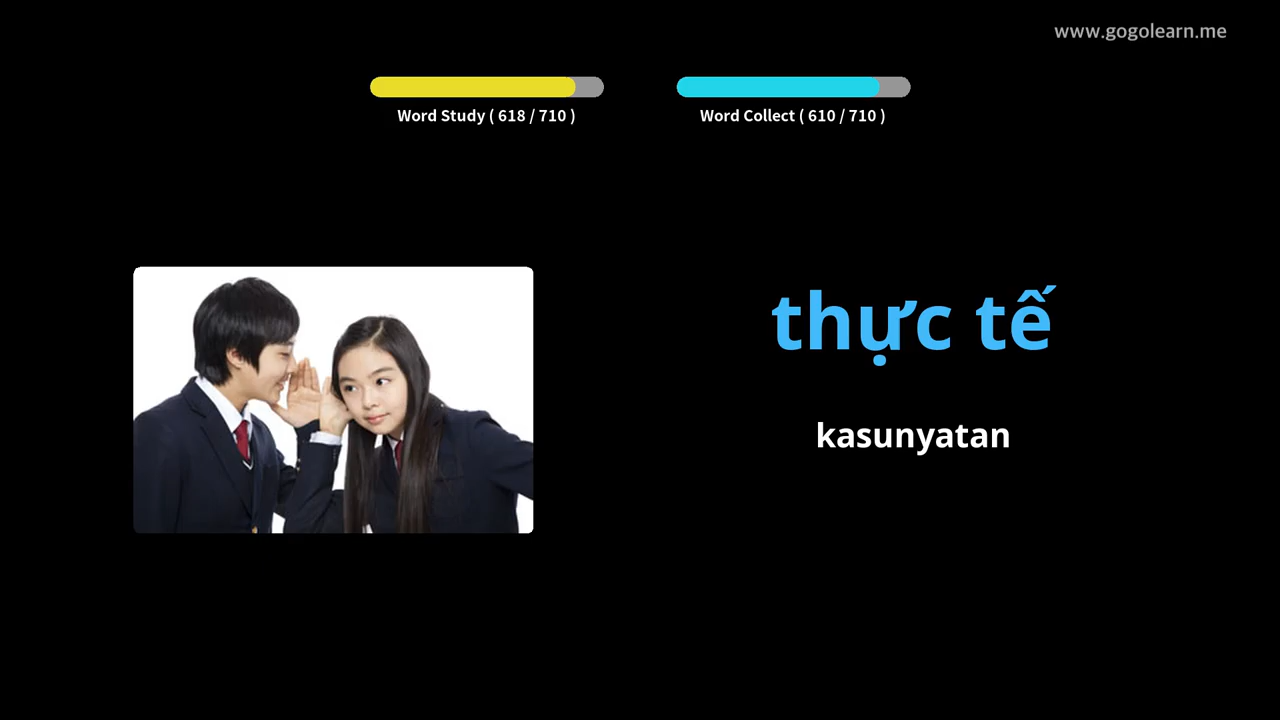 www.gogolearn.me
Word Study ( 618 / 710 )
Word Collect ( 610 / 710 )
thực tế
kasunyatan